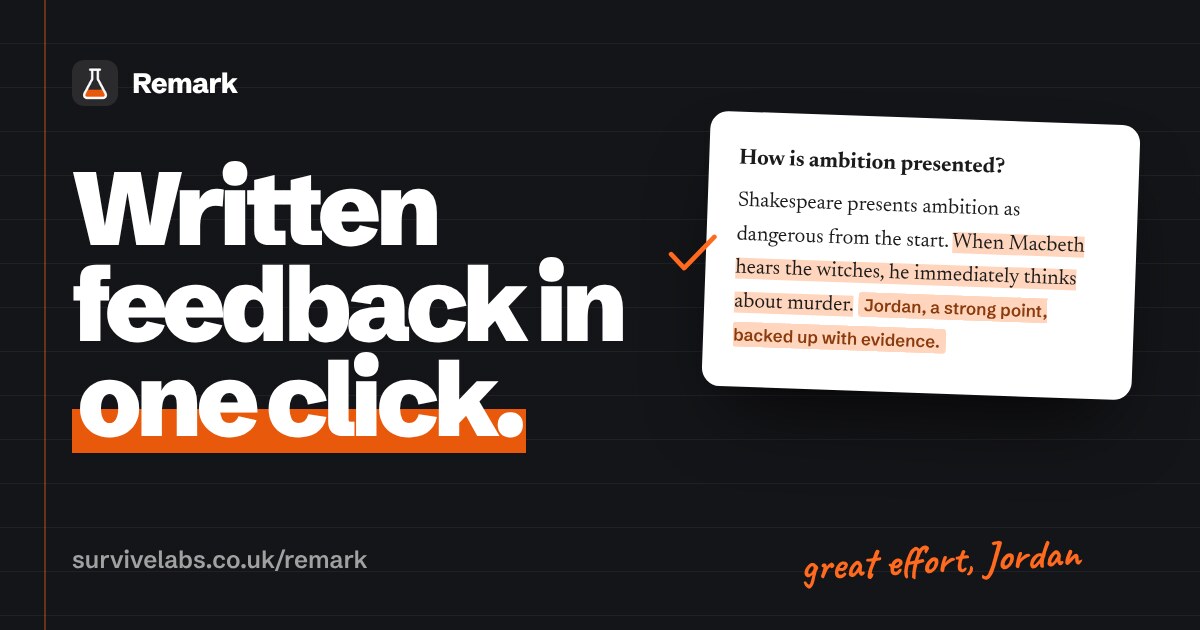 Remark
Written
feedback in
one click.
How is ambition presented?
Shakespeare presents ambition as
dangerous from the start. When Macbeth
hears the witches, he immediately thinks
about murder. Jordan, a strong point,
backed up with evidence.
survivelabs.co.uk/remark
great effort, Jordan